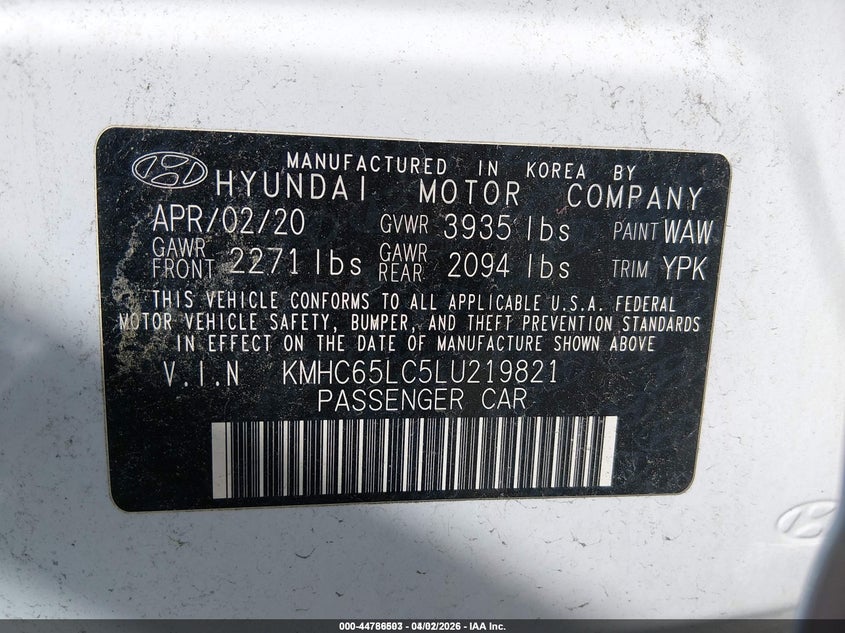 MANUFACTURED IN KOREA BY
HYUNDAI MOTOR COMPANY
APR/02/20 GVWR 3935 lbs PAINT WAW
GAWR FRONT 2271 lbs GAWR REAR 2094 lbs TRIM YPK
THIS VEHICLE CONFORMS TO ALL APPLICABLE U.S.A. FEDERAL
MOTOR VEHICLE SAFETY, BUMPER, AND THEFT PREVENTION STANDARDS
IN EFFECT ON THE DATE OF MANUFACTURE SHOWN ABOVE
V.I.N KMHC65LC5LU219821
PASSENGER CAR
000-44786603 04/02/2026 - IAA Inc.